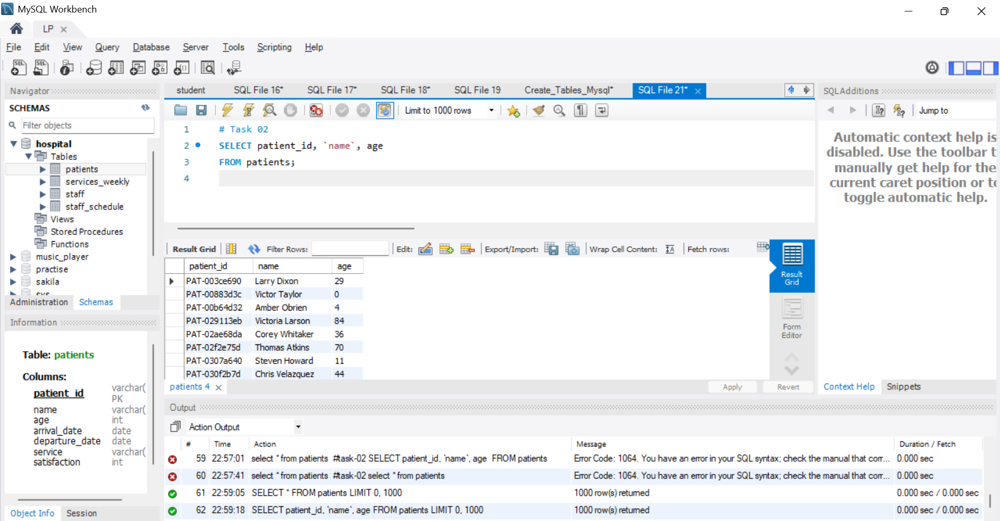 MySQL Workbench
LP
File Edit View Query Database Server Tools Scripting Help
Navigator
SCHEMAS
Filter objects
hospital
Tables
patients
services_weekly
staff
staff_schedule
Views
Stored Procedures
Functions
music_player
practise
sakila
sys
Administration Schemas
Information
Table: patients
Columns:
patient_id varchar(
PK
name varchar(
age int
arrival_date date
departure_date date
service varchar(
satisfaction int
Object Info Session
student SQL File 16* SQL File 17* SQL File 18* SQL File 19 Create_Tables_Mysql* SQL File 21*
Limit to 1000 rows
1 # Task 02
2 SELECT patient_id, `name`, age
3 FROM patients;
4
Result Grid Filter Rows: Edit: Export/Import: Wrap Cell Content: Fetch rows:
patient_id name age
PAT-003ce690 Larry Dixon 29
PAT-00883d3c Victor Taylor 0
PAT-00b64d32 Amber Obrien 4
PAT-029113eb Victoria Larson 84
PAT-02ae68da Corey Whitaker 36
PAT-02f2e75d Thomas Atkins 70
PAT-0307a640 Steven Howard 11
PAT-030f2b7d Chris Velazquez 44
Result
Grid
Form
Editor
patients 4
Apply Revert
SQLAdditions
Jump to
Automatic context help is
disabled. Use the toolbar t
manually get help for the
current caret position or to
toggle automatic help.
Context Help Snippets
Output
Action Output
# Time Action Message Duration / Fetch
59 22:57:01 select * from patients #task-02 SELECT patient_id, `name`, age FROM patients Error Code: 1064. You have an error in your SQL syntax; check the manual that corr... 0.000 sec
60 22:57:41 select * from patients #task-02 select * from patients Error Code: 1064. You have an error in your SQL syntax; check the manual that corr... 0.000 sec
61 22:59:05 SELECT * FROM patients LIMIT 0, 1000 1000 row(s) returned 0.000 sec / 0.000 sec
62 22:59:18 SELECT patient_id, `name`, age FROM patients LIMIT 0, 1000 1000 row(s) returned 0.000 sec / 0.000 sec